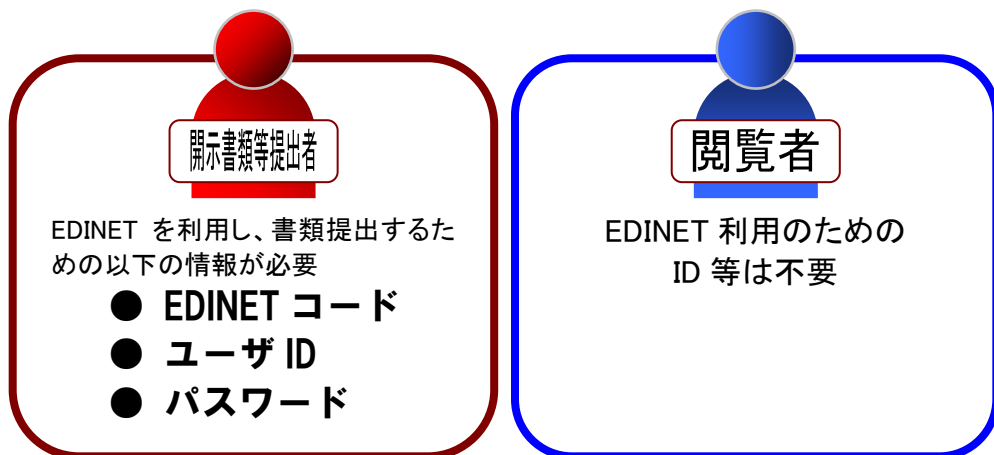 開示書類等提出者
EDINET を利用し、書類提出するた
めの以下の情報が必要
● EDINET コード
● ユーザ ID
● パスワード
閲覧者
EDINET 利用のための
ID 等は不要